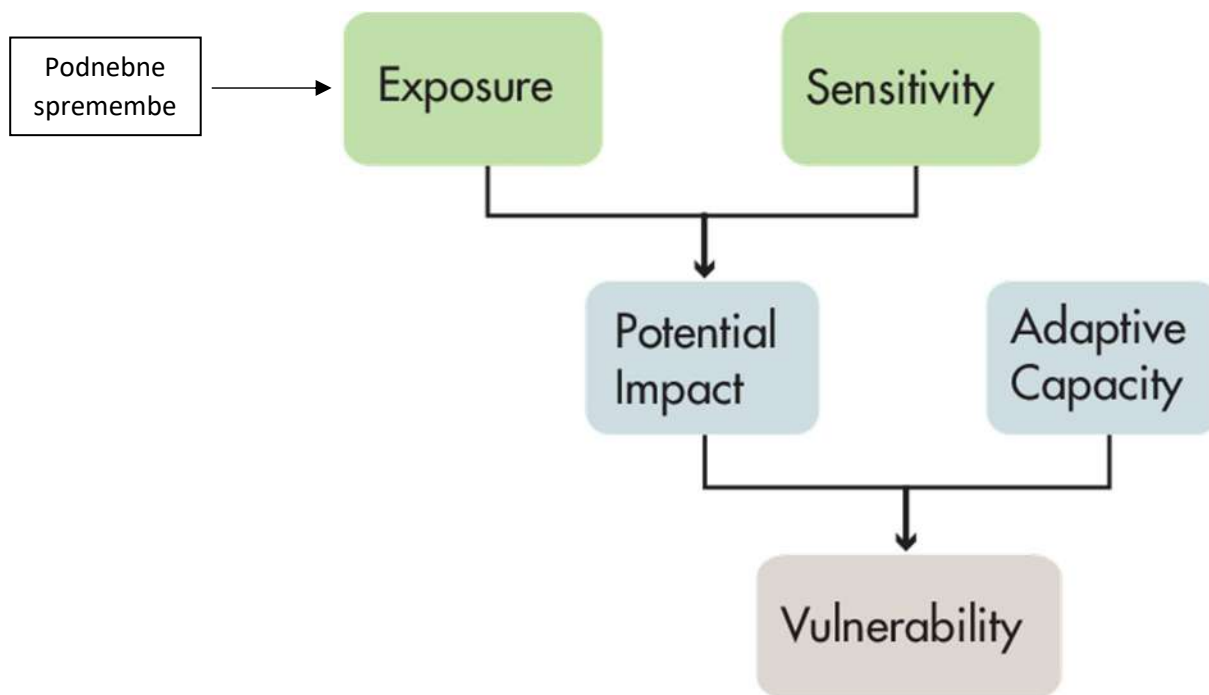 Podnebne
spremembe
Exposure
Sensitivity
Potential
Impact
Adaptive
Capacity
Vulnerability